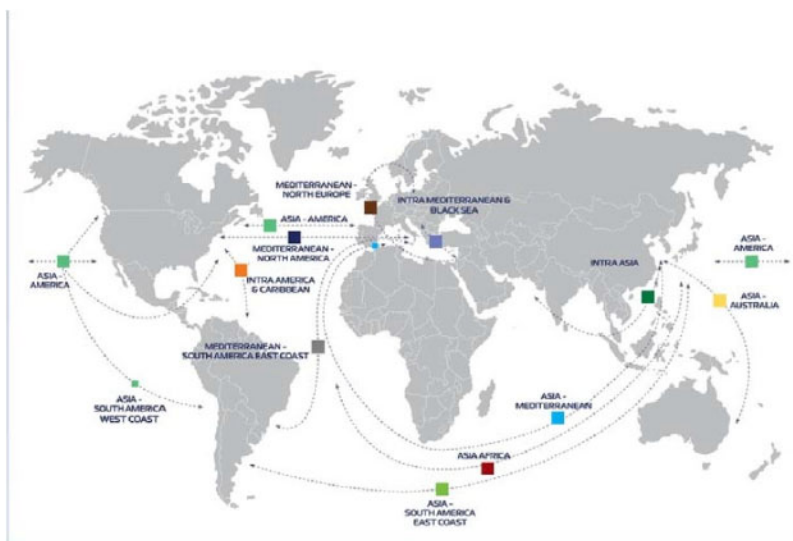 MEDITERRANEAN -
NORTH EUROPE
INTRA MEDITERRANEAN &
BLACK SEA
ASIA - AMERICA
MEDITERRANEAN -
NORTH AMERICA
ASIA -
AMERICA
INTRA AMERICA
& CARIBBEAN
INTRA ASIA
ASIA -
AMERICA
ASIA -
AUSTRALIA
MEDITERRANEAN -
SOUTH AMERICA EAST COAST
ASIA -
SOUTH AMERICA
WEST COAST
ASIA -
MEDITERRANEAN
ASIA AFRICA
ASIA -
SOUTH AMERICA
EAST COAST